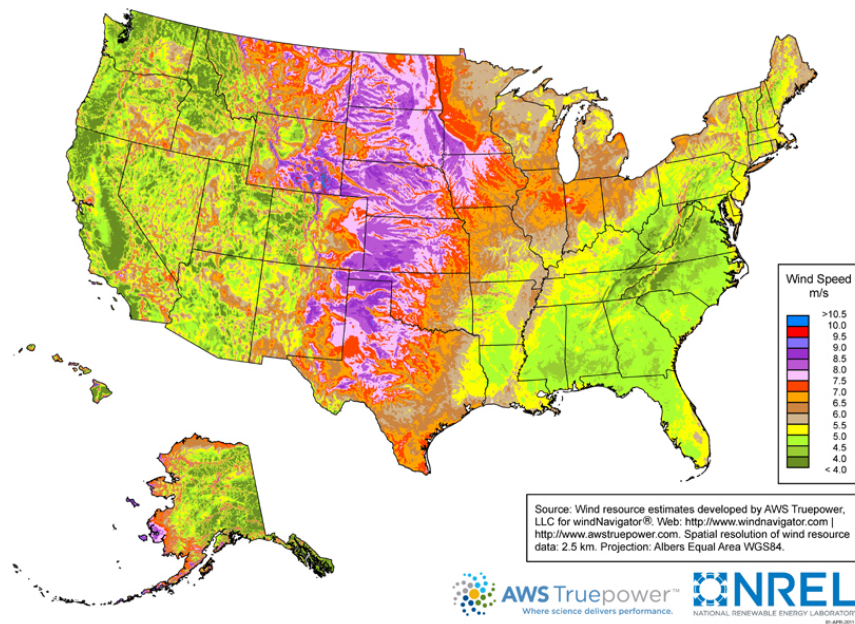 Wind Speed
m/s
>10.5
10.0
9.5
9.0
8.5
8.0
7.5
7.0
6.5
6.0
5.5
5.0
4.5
4.0
< 4.0
Source: Wind resource estimates developed by AWS Truepower,
LLC for windNavigator®. Web: http://www.windnavigator.com |
http://www.awstruepower.com. Spatial resolution of wind resource
data: 2.5 km. Projection: Albers Equal Area WGS84.
AWS Truepower™
Where science delivers performance.
NREL
NATIONAL RENEWABLE ENERGY LABORATORY
01-APR-2011